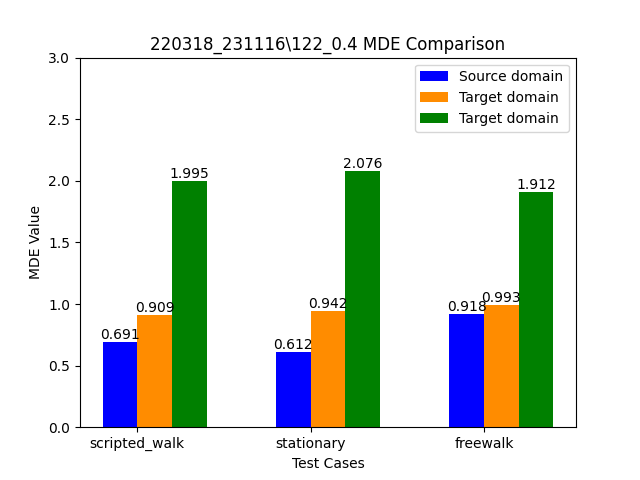 220318_231116\122_0.4 MDE Comparison
Source domain
Target domain
Target domain
MDE Value
3.0
2.5
2.0
1.5
1.0
0.5
0.0
0.691
0.909
1.995
0.612
0.942
2.076
0.918
0.993
1.912
scripted_walk
stationary
freewalk
Test Cases